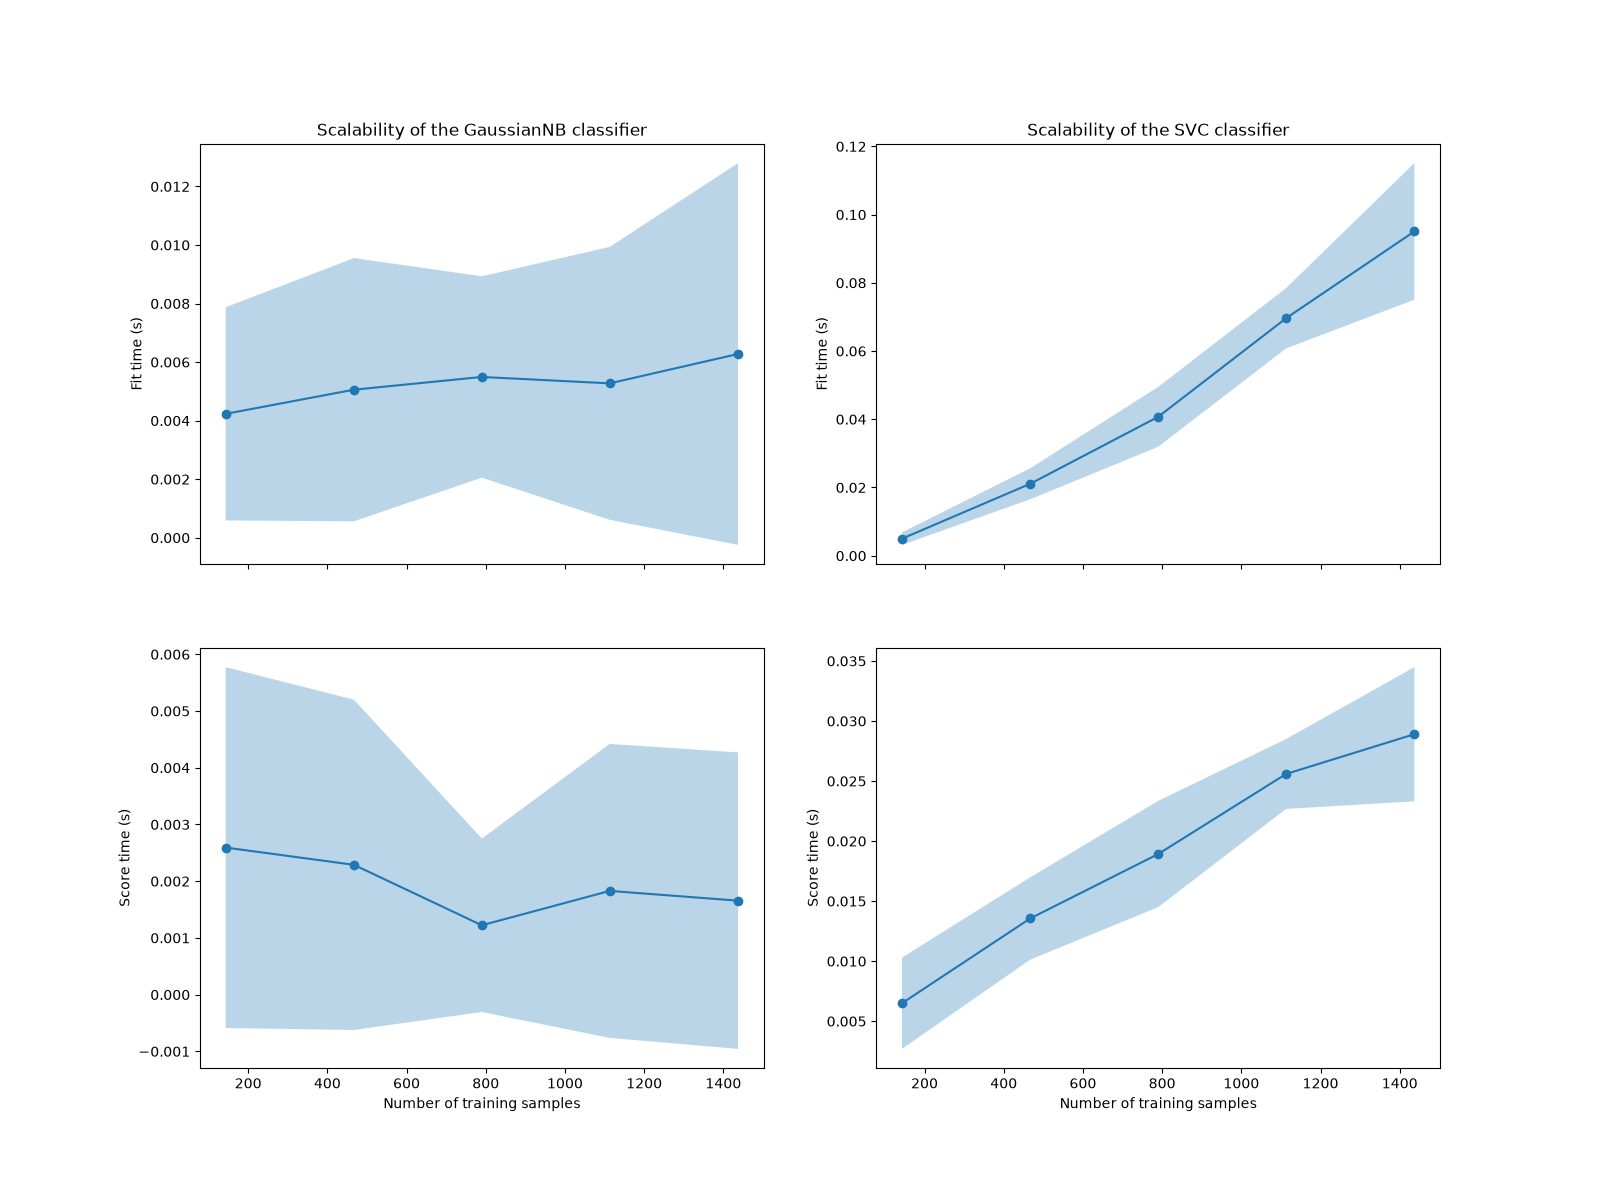 Scalability of the GaussianNB classifier
0.012
0.010
0.008
0.006
0.004
0.002
0.000
Fit time (s)
Scalability of the SVC classifier
0.12
0.10
0.08
0.06
0.04
0.02
0.00
Fit time (s)
0.006
0.005
0.004
0.003
0.002
0.001
0.000
−0.001
Score time (s)
200 400 600 800 1000 1200 1400
Number of training samples
0.035
0.030
0.025
0.020
0.015
0.010
0.005
Score time (s)
200 400 600 800 1000 1200 1400
Number of training samples